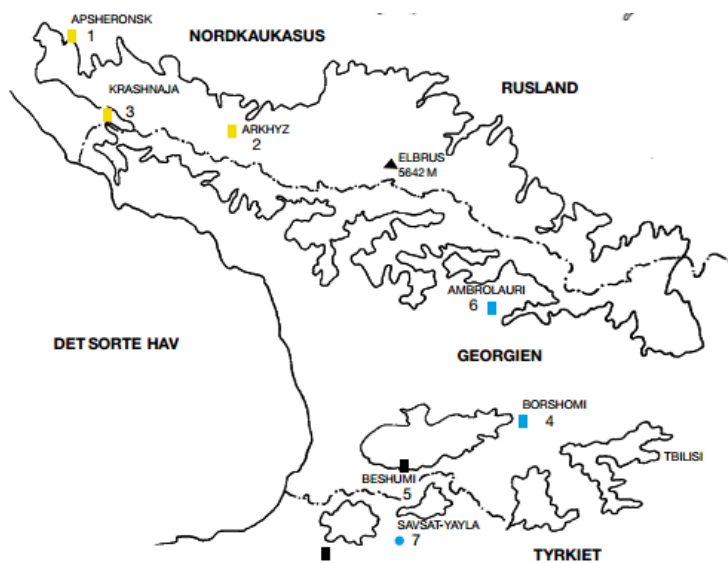 APSHERONSK
1
NORDKAUKASUS
RUSLAND
KRASHNAJA
3
ARKHYZ
2
ELBRUS
5642 M
AMBROLAURI
6
DET SORTE HAV
GEORGIEN
BORSHOMI
4
TBILISI
BESHUMI
5
SAVSAT-YAYLA
7
TYRKIET